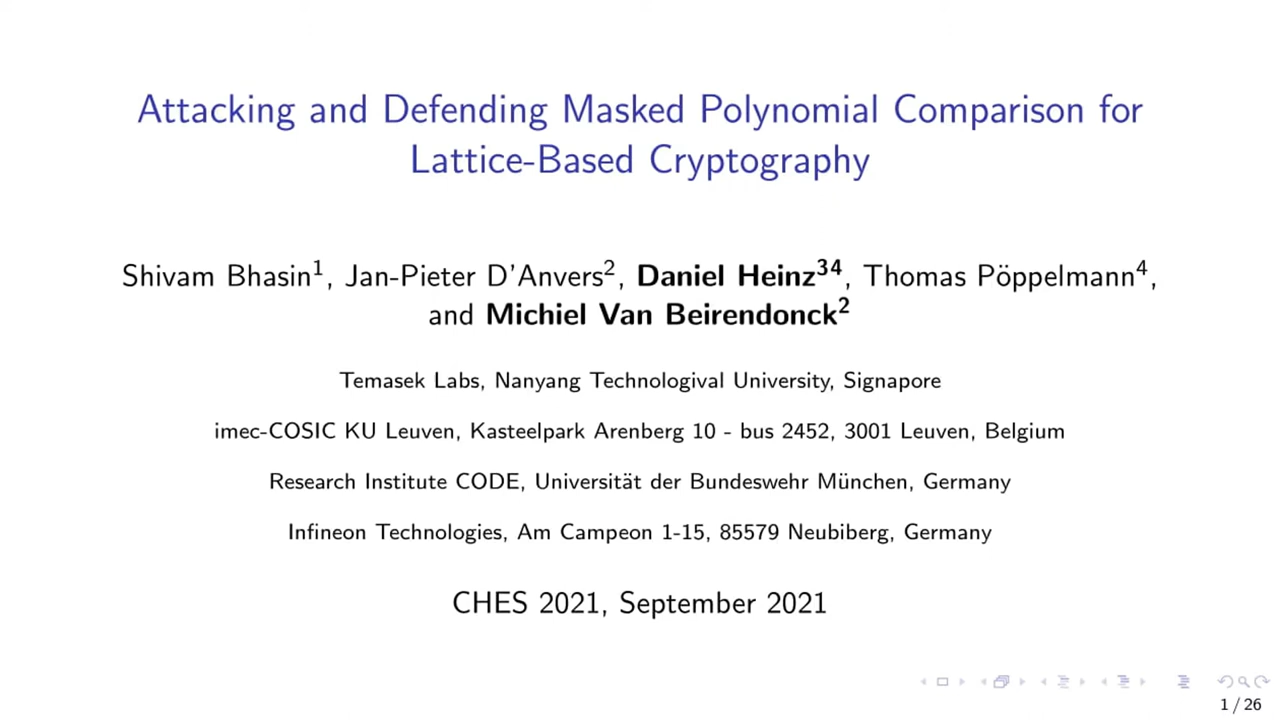 Attacking and Defending Masked Polynomial Comparison for
Lattice-Based Cryptography
Shivam Bhasin1, Jan-Pieter D'Anvers2, Daniel Heinz34, Thomas Pöppelmann4,
and Michiel Van Beirendonck2
Temasek Labs, Nanyang Technologival University, Signapore
imec-COSIC KU Leuven, Kasteelpark Arenberg 10 - bus 2452, 3001 Leuven, Belgium
Research Institute CODE, Universität der Bundeswehr München, Germany
Infineon Technologies, Am Campeon 1-15, 85579 Neubiberg, Germany
CHES 2021, September 2021
1 / 26